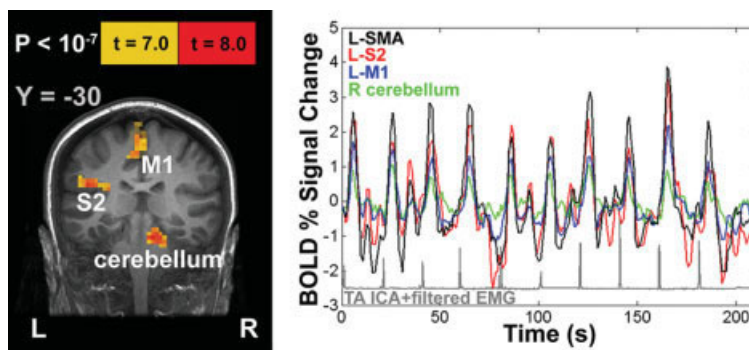 P < 10-7 t = 7.0 t = 8.0
Y = -30
M1
S2
cerebellum
L R
BOLD % Signal Change
5
4
3
2
1
0
-1
-2
-3
L-SMA
L-S2
L-M1
R cerebellum
TA ICA+filtered EMG
0 50 100 150 200
Time (s)